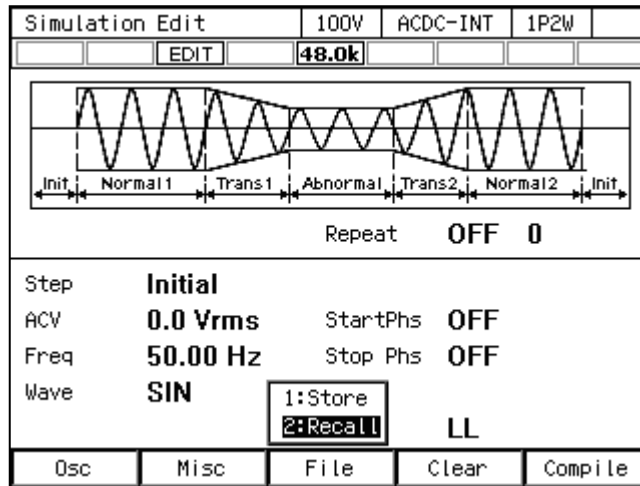 Simulation Edit 100V ACDC-INT 1P2W
EDIT 48.0k
Init Normal1 Trans1 Abnormal Trans2 Normal2 Init
Repeat OFF 0
Step Initial
ACV 0.0 Vrms StartPhs OFF
Freq 50.00 Hz Stop Phs OFF
Wave SIN
1:Store
2:Recall LL
Osc Misc File Clear Compile